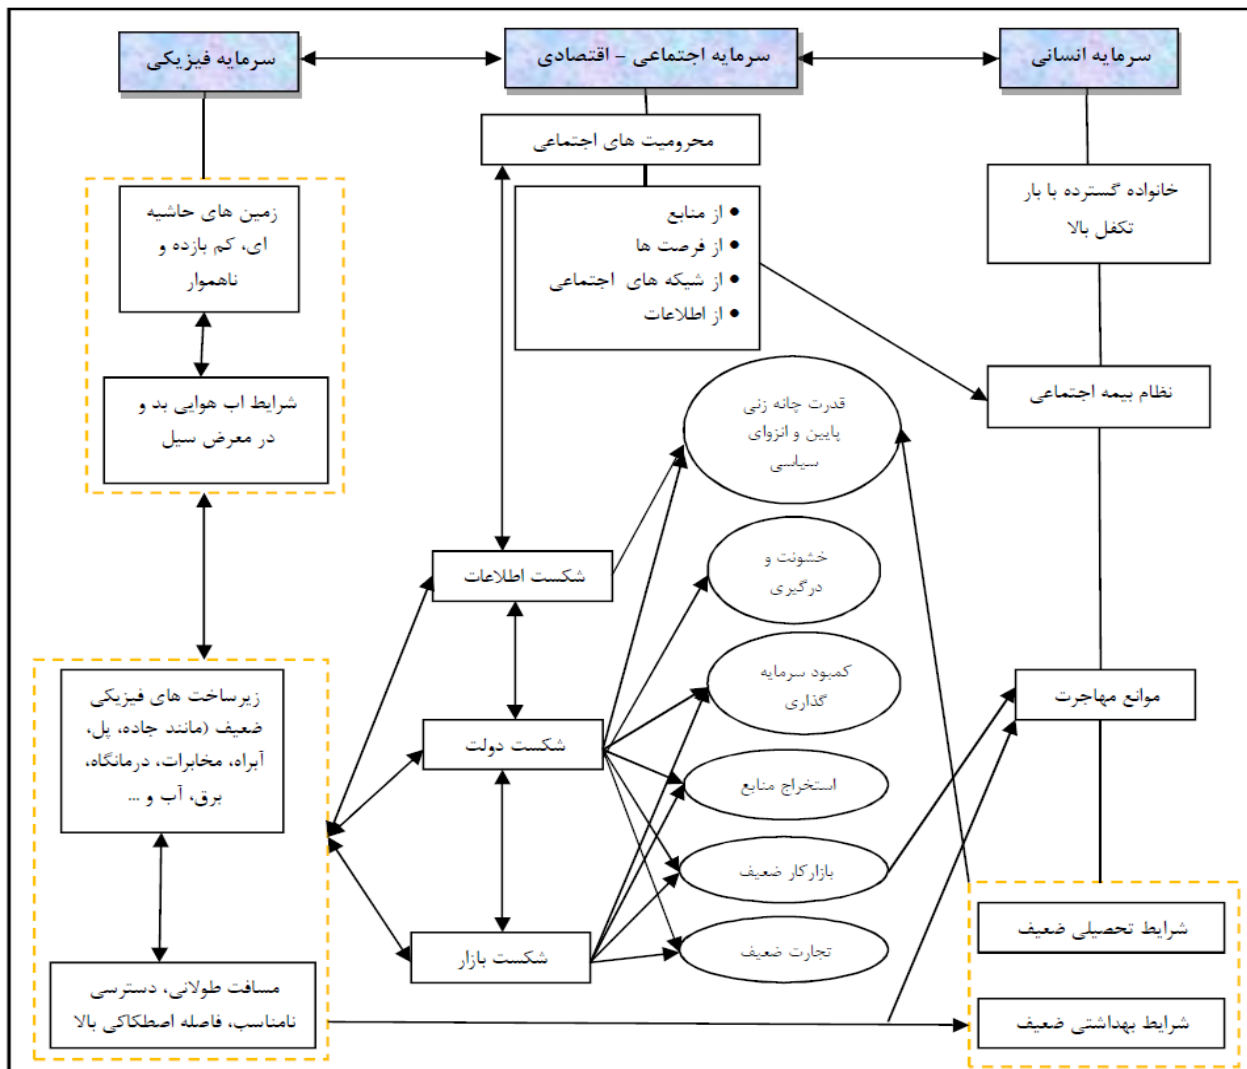 سرمایه انسانی
سرمایه اجتماعی – اقتصادی
سرمایه فیزیکی
محرومیت های اجتماعی
• از منابع
• از فرصت ها
• از شبکه های اجتماعی
• از اطلاعات
خانواده گسترده با بار
تکفل بالا
نظام بیمه اجتماعی
موانع مهاجرت
شرایط تحصیلی ضعیف
شرایط بهداشتی ضعیف
قدرت چانه زنی
پایین و انزوای
سیاسی
خشونت و
درگیری
کمبود سرمایه
گذاری
استخراج منابع
بازارکار ضعیف
تجارت ضعیف
شکست اطلاعات
شکست دولت
شکست بازار
زمین های حاشیه
ای، کم بازده و
ناهموار
شرایط اب هوایی بد و
در معرض سیل
زیرساخت های فیزیکی
ضعیف (مانند جاده، پل،
آبراه، مخابرات، درمانگاه،
برق، آب و ...
مسافت طولانی، دسترسی
نامناسب، فاصله اصطکاکی بالا